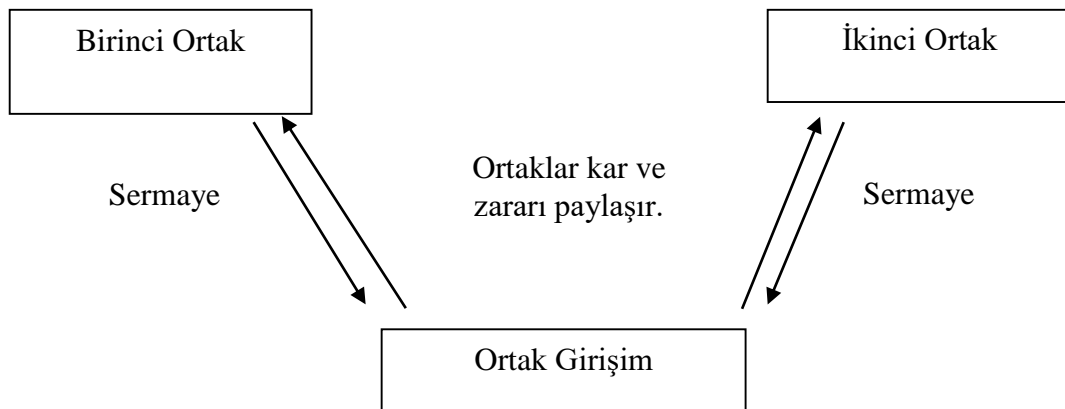 Birinci Ortak
İkinci Ortak
Sermaye
Ortaklar kar ve
zararı paylaşır.
Sermaye
Ortak Girişim